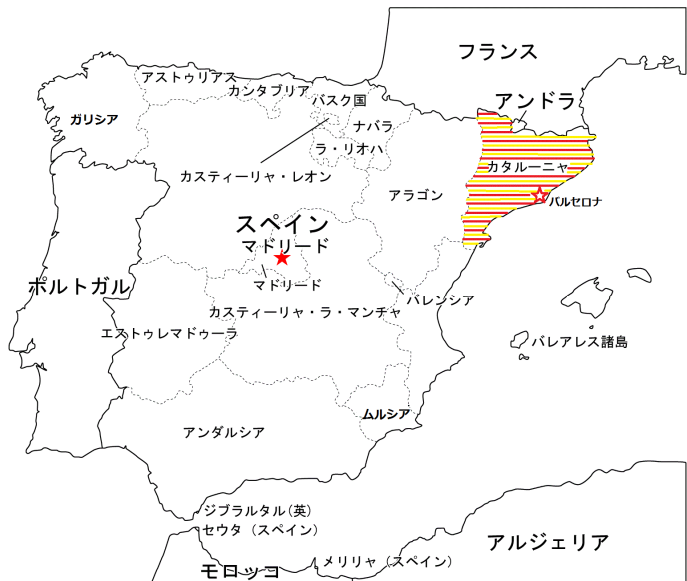 フランス
アストゥリアス
カンタブリア
バスク国
アンドラ
ガリシア
ナバラ
ラ・リオハ
カタルーニャ
カスティーリャ・レオン
アラゴン
バルセロナ
スペイン
マドリード
ポルトガル
マドリード
バレンシア
カスティーリャ・ラ・マンチャ
エストゥレマドゥーラ
バレアレス諸島
ムルシア
アンダルシア
ジブラルタル(英)
セウタ（スペイン）
アルジェリア
メリリャ（スペイン）
モロッコ